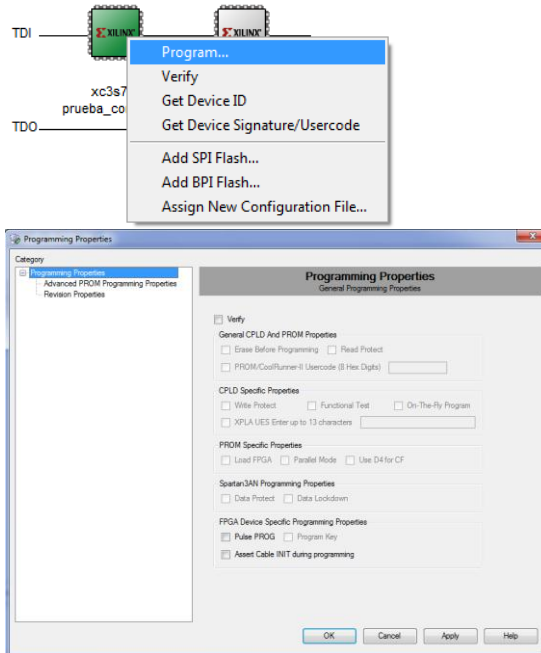 TDI
XILINX
XILINX
Program...
Verify
Get Device ID
Get Device Signature/Usercode
Add SPI Flash...
Add BPI Flash...
Assign New Configuration File...
xc3s7
prueba_co
TDO
Programming Properties
Category
Programming Properties
Advanced PROM Programming Properties
Revision Properties
Programming Properties
General Programming Properties
Verify
General CPLD And PROM Properties
Erase Before Programming Read Protect
PROM/CoolRunner-II Usercode (8 Hex Digits)
CPLD Specific Properties
Write Protect Functional Test On-The-Fly Program
XPLA UES Enter up to 13 characters
PROM Specific Properties
Load FPGA Parallel Mode Use D4 for CF
Spartan3AN Programming Properties
Data Protect Data Lockdown
FPGA Device Specific Programming Properties
Pulse PROG Program Key
Assert Cable INIT during programming
OK Cancel Apply Help